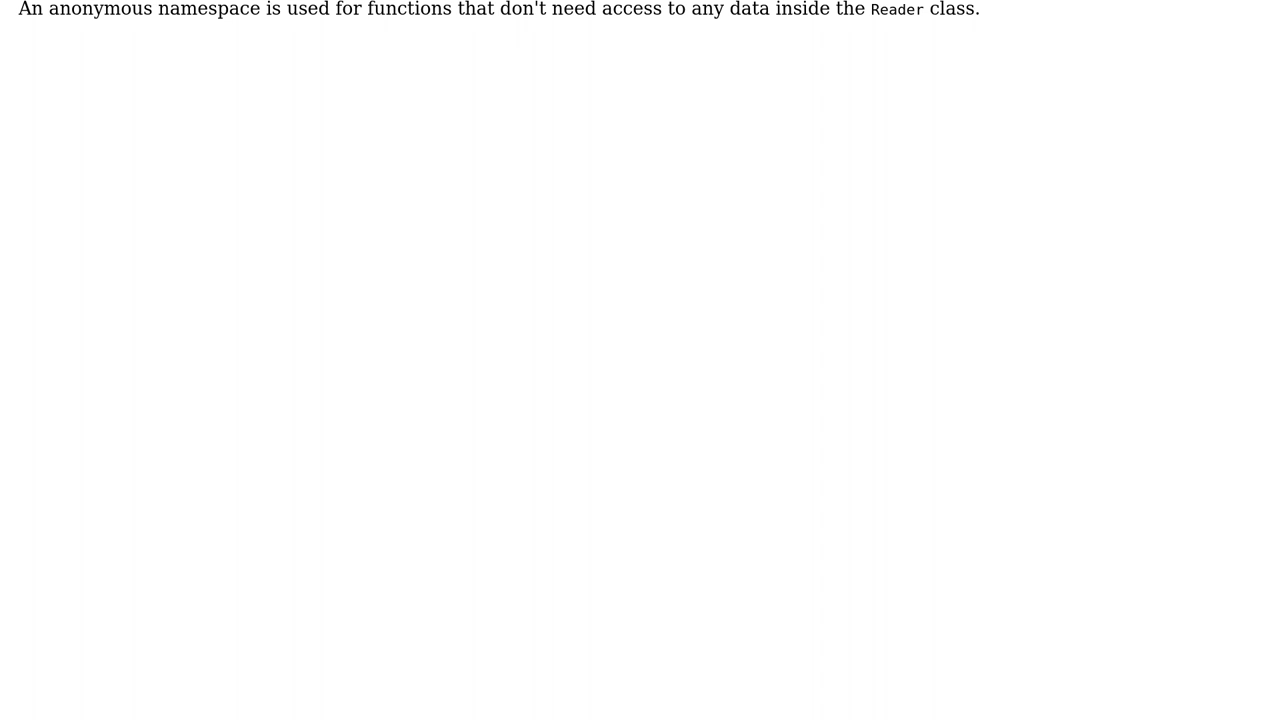 An anonymous namespace is used for functions that don't need access to any data inside the Reader class.